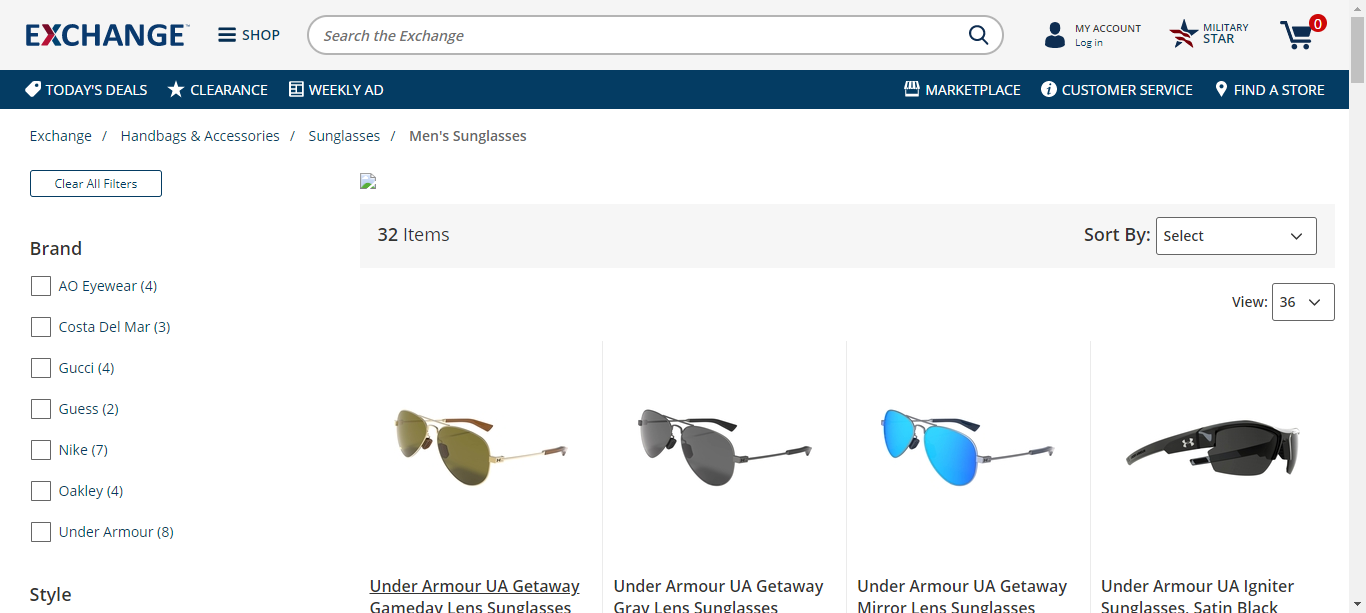 EXCHANGE™
SHOP
Search the Exchange
MY ACCOUNT
Log in
MILITARY
STAR
0
TODAY'S DEALS
CLEARANCE
WEEKLY AD
MARKETPLACE
CUSTOMER SERVICE
FIND A STORE
Exchange / Handbags & Accessories / Sunglasses / Men's Sunglasses
Clear All Filters
32 Items
Sort By: Select
View: 36
Brand
AO Eyewear (4)
Costa Del Mar (3)
Gucci (4)
Guess (2)
Nike (7)
Oakley (4)
Under Armour (8)
Style
Under Armour UA Getaway
Gameday Lens Sunglasses
Under Armour UA Getaway
Gray Lens Sunglasses
Under Armour UA Getaway
Mirror Lens Sunglasses
Under Armour UA Igniter
Sunglasses, Satin Black